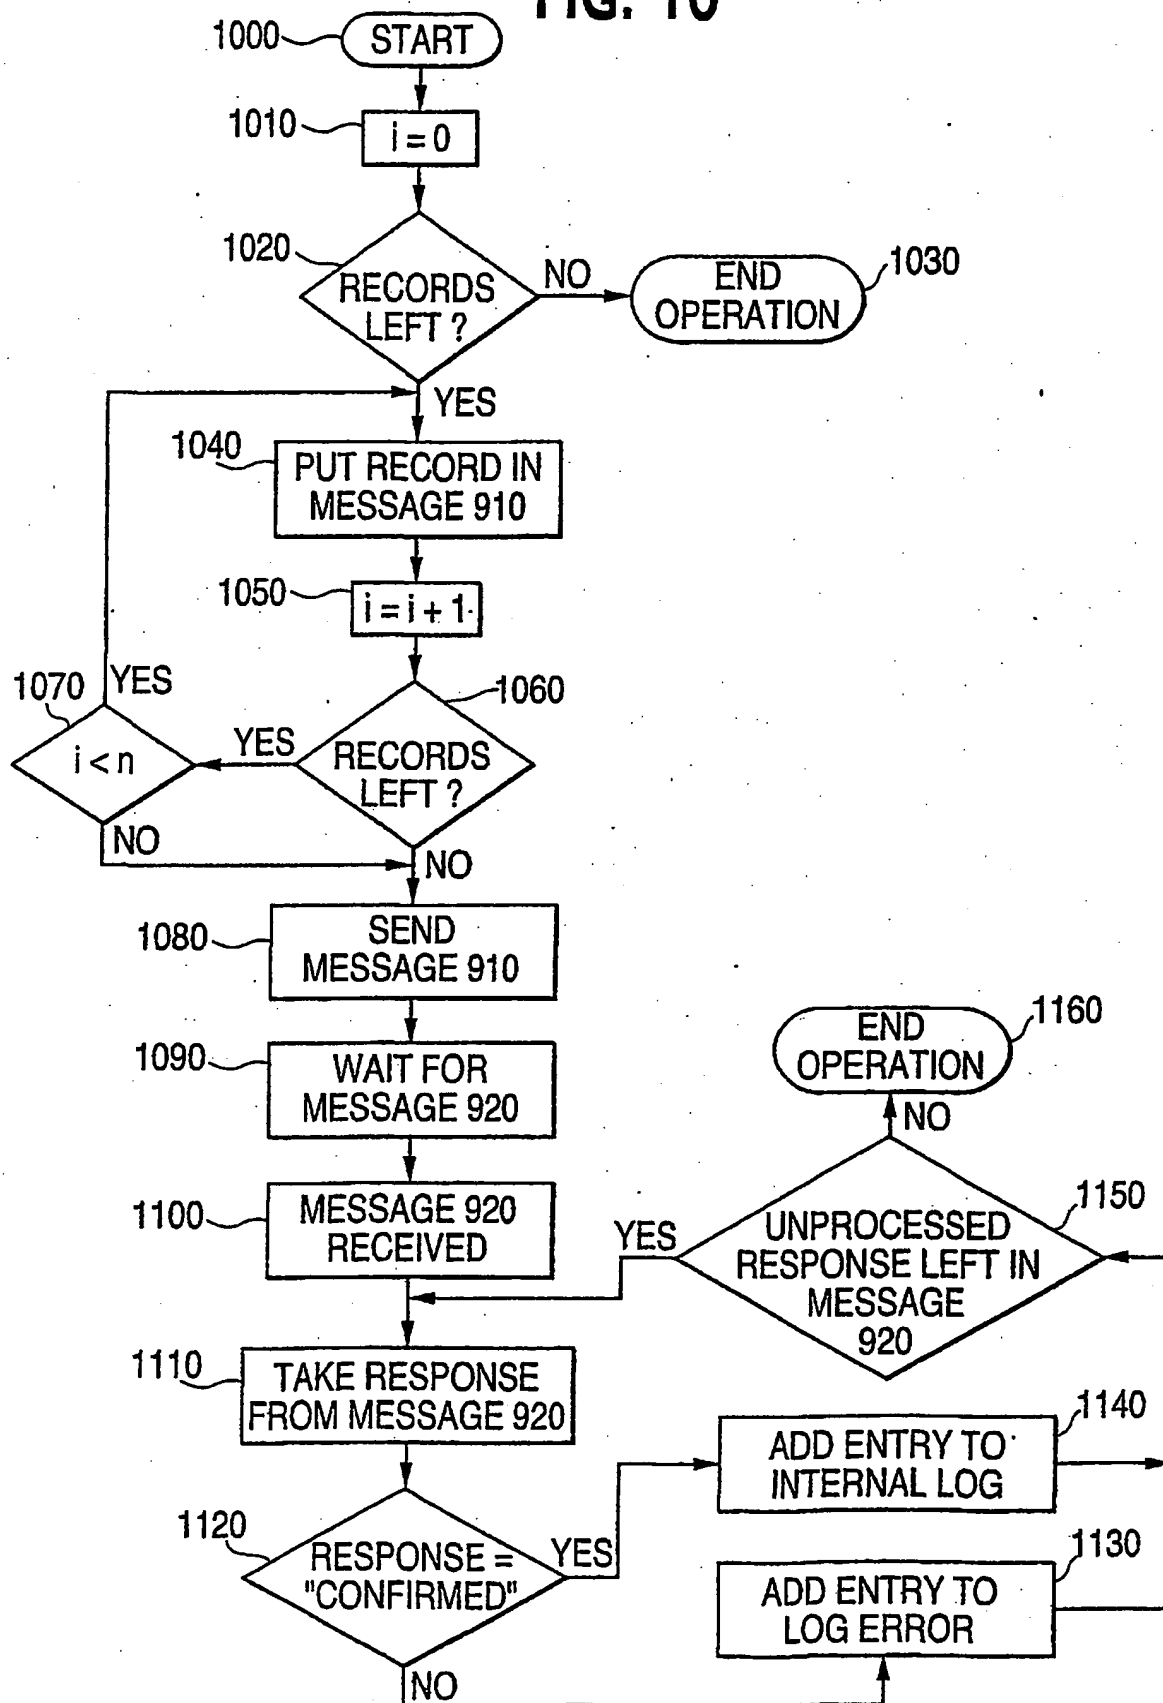 FIG. 10
1000
START
1010
i = 0
1020
RECORDS
LEFT ?
NO
END
OPERATION
1030
YES
1040
PUT RECORD IN
MESSAGE 910
1050
i = i + 1
1070
YES
1060
i < n
YES
RECORDS
LEFT ?
NO
NO
1080
SEND
MESSAGE 910
1090
WAIT FOR
MESSAGE 920
1160
END
OPERATION
NO
1100
MESSAGE 920
RECEIVED
YES
1150
UNPROCESSED
RESPONSE LEFT IN
MESSAGE
920
1110
TAKE RESPONSE
FROM MESSAGE 920
1140
ADD ENTRY TO
INTERNAL LOG
1120
RESPONSE =
"CONFIRMED"
YES
1130
ADD ENTRY TO
LOG ERROR
NO